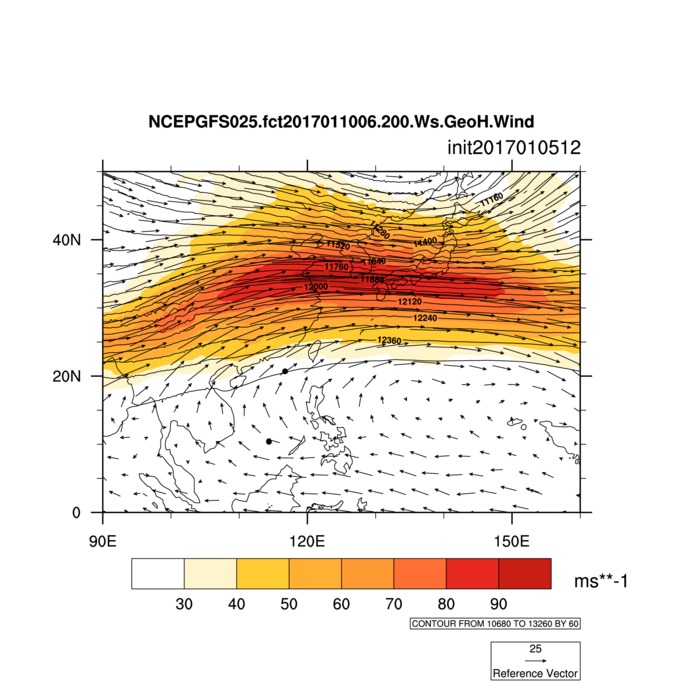 NCEPGFS025.fct2017011006.200.Ws.GeoH.Wind
init2017010512
11160
11280
11400
11520
11640
11760
11880
12000
12120
12240
12360
40N
20N
0
90E 120E 150E
30 40 50 60 70 80 90
ms**-1
CONTOUR FROM 10680 TO 13260 BY 60
25
Reference Vector